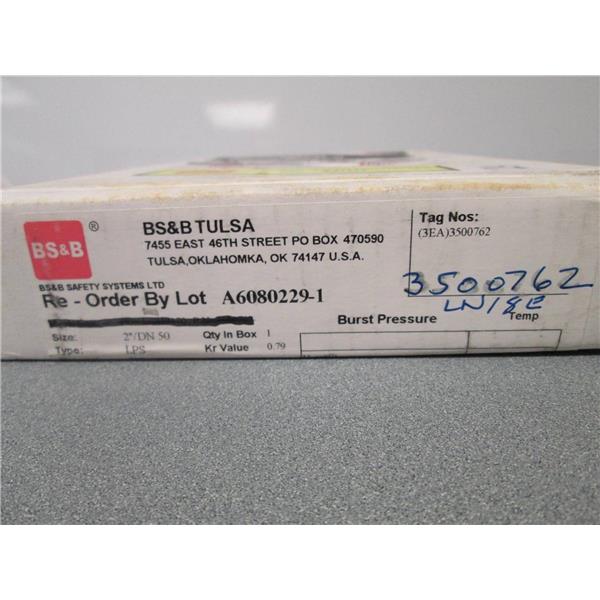 BS&B ®
BS&B TULSA
7455 EAST 46TH STREET PO BOX 470590
TULSA,OKLAHOMKA, OK 74147 U.S.A.
Tag Nos:
(3EA)3500762
BS&B SAFETY SYSTEMS LTD
Re - Order By Lot A6080229-1
3500762
Size: 2"/DN 50 Qty In Box 1
Type: LPS Kr Value 0.79
Burst Pressure Temp